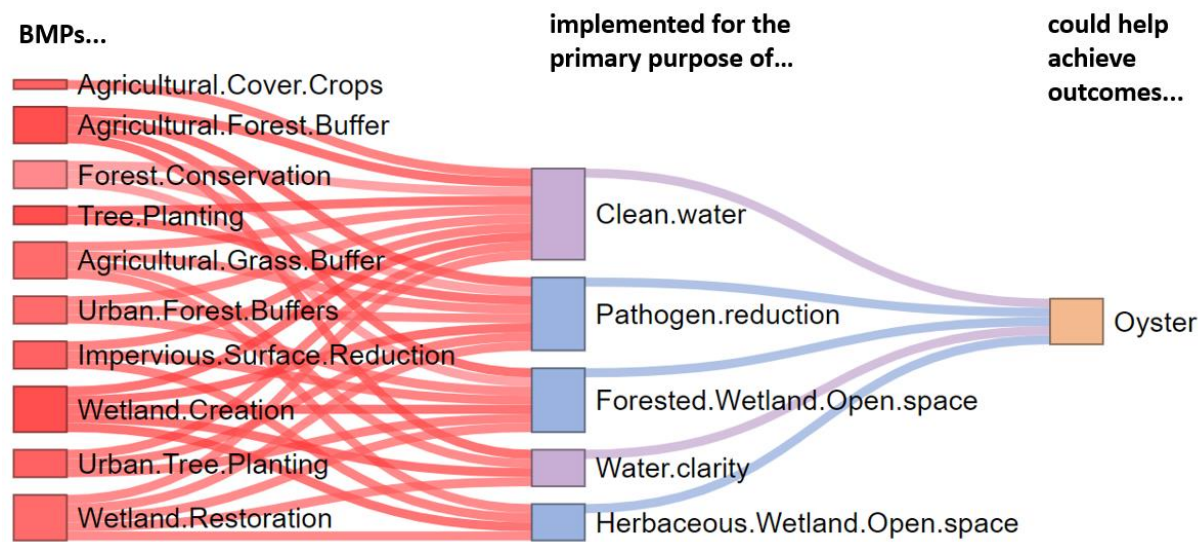 BMPs...
implemented for the
primary purpose of...
could help
achieve
outcomes...
Agricultural.Cover.Crops
Agricultural.Forest.Buffer
Forest.Conservation
Tree.Planting
Agricultural.Grass.Buffer
Urban.Forest.Buffers
Impervious.Surface.Reduction
Wetland.Creation
Urban.Tree.Planting
Wetland.Restoration
Clean.water
Pathogen.reduction
Forested.Wetland.Open.space
Water.clarity
Herbaceous.Wetland.Open.space
Oyster